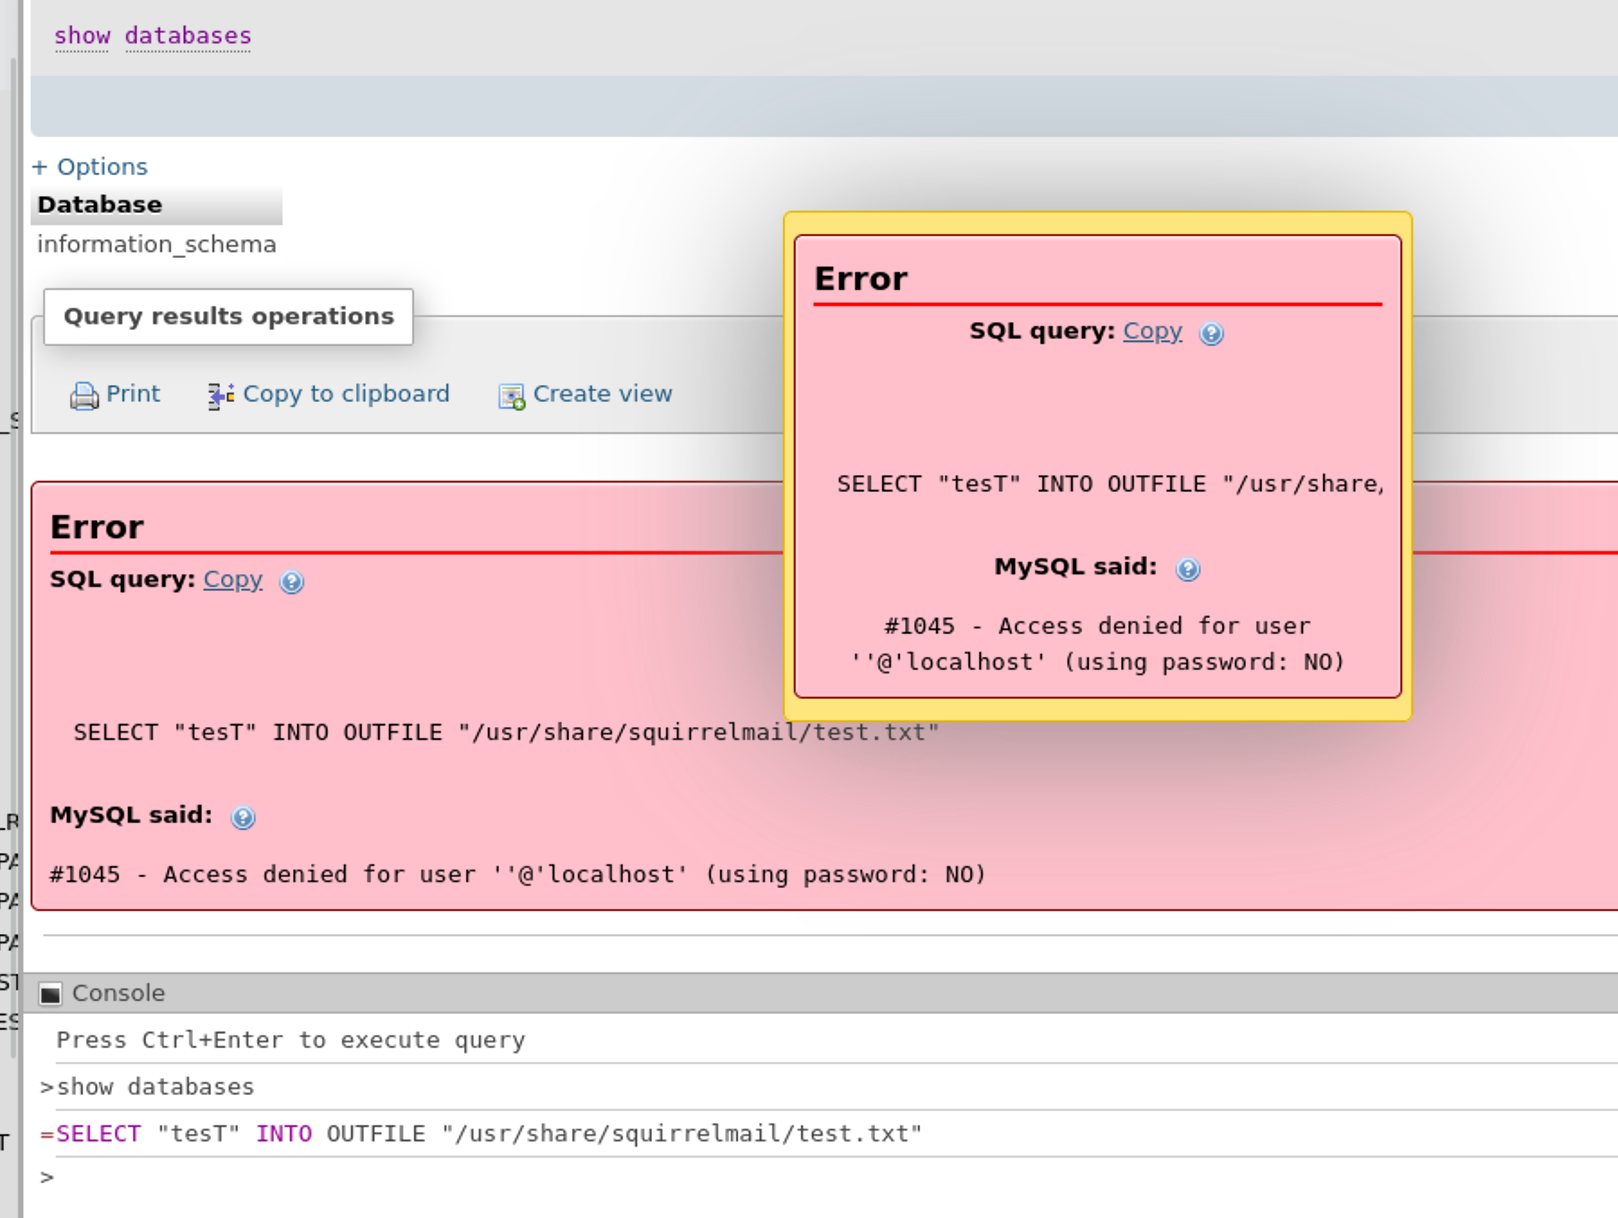 show databases
+ Options
Database
information_schema
Query results operations
Print Copy to clipboard Create view
Error
SQL query: Copy
SELECT "tesT" INTO OUTFILE "/usr/share/
MySQL said:
#1045 - Access denied for user
''@'localhost' (using password: NO)
Error
SQL query: Copy
SELECT "tesT" INTO OUTFILE "/usr/share/squirrelmail/test.txt"
MySQL said:
#1045 - Access denied for user ''@'localhost' (using password: NO)
Console
Press Ctrl+Enter to execute query
>show databases
=SELECT "tesT" INTO OUTFILE "/usr/share/squirrelmail/test.txt"
>